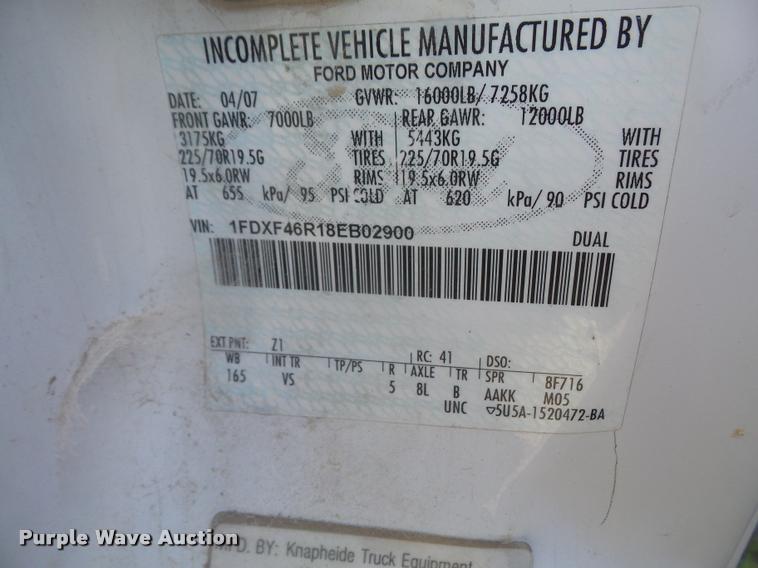 INCOMPLETE VEHICLE MANUFACTURED BY
FORD MOTOR COMPANY
DATE: 04/07 GVWR: 16000LB/ 7258KG
FRONT GAWR: 7000LB REAR GAWR: 12000LB
3175KG WITH 5443KG WITH
225/70R19.5G TIRES 225/70R19.5G TIRES
19.5x6.0RW RIMS 19.5x6.0RW RIMS
AT 655 kPa/ 95 PSI COLD AT 620 kPa/ 90 PSI COLD
VIN: 1FDXF46R18EB02900 DUAL
EXT PNT: Z1 RC: 41 DSO:
WB INT TR TP/PS R AXLE TR SPR 8F716
165 VS 5 8L B AAKK M05
UNC ▽5U5A-1520472-BA
Purple Wave Auction
MFD. BY: Knapheide Truck Equipment